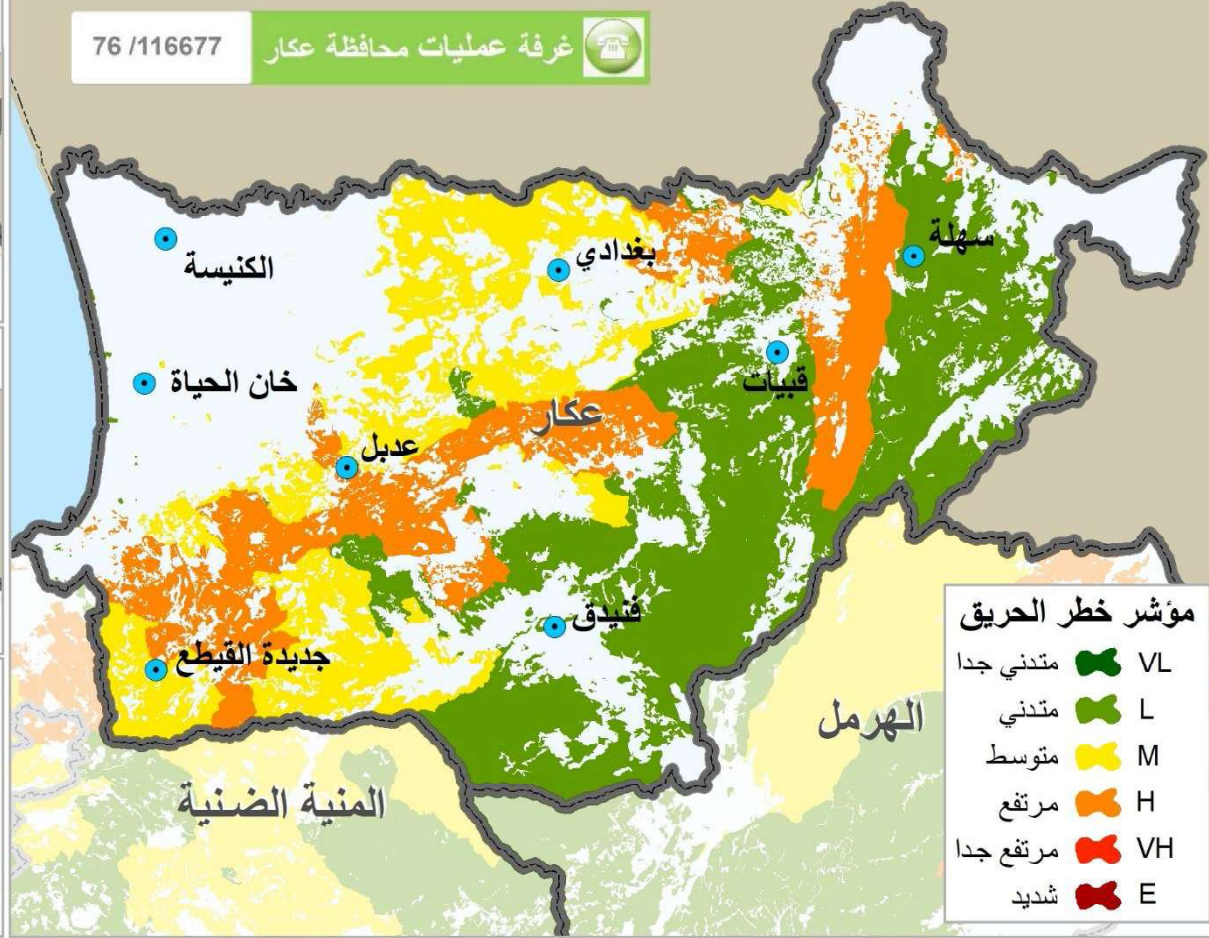 غرفة عمليات محافظة عكار 76 /116677
سهلة
بغدادي
الكنيسة
قبيات
خان الحياة
عكار
عدبل
فنيدق
جديدة القيطع
الهرمل
المنية الضنية
مؤشر خطر الحريق
VL متدني جدا
L متدني
M متوسط
H مرتفع
VH مرتفع جدا
E شديد